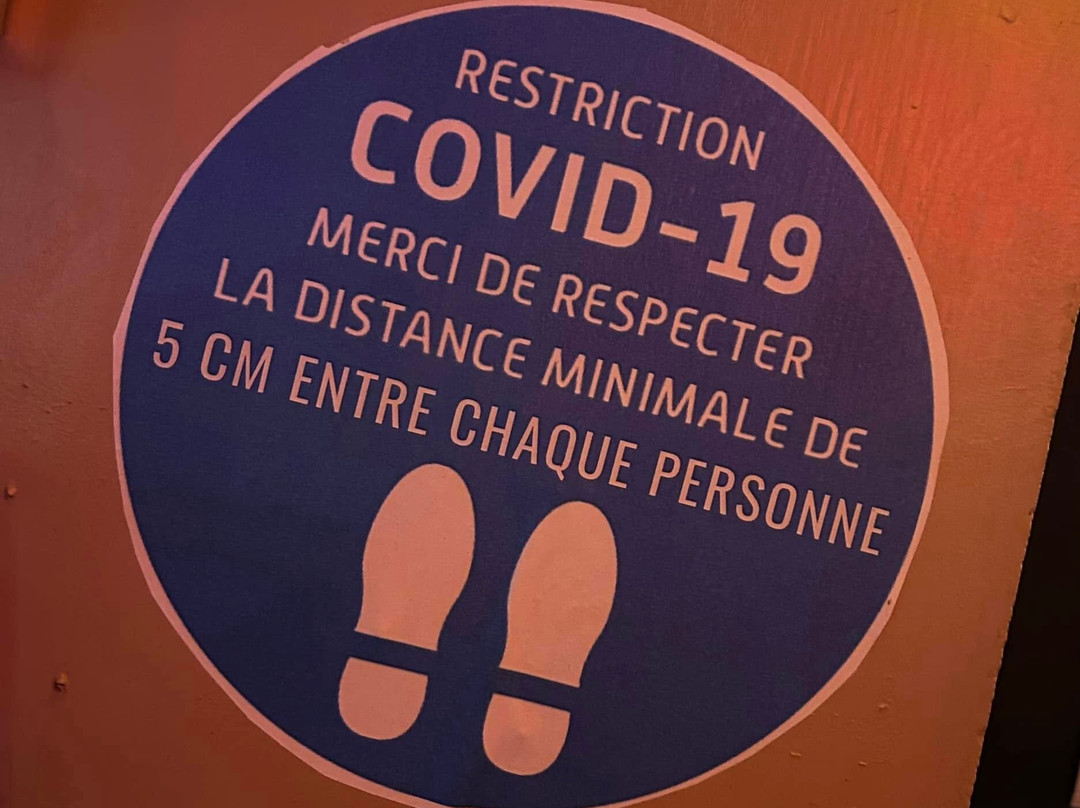 RESTRICTION
COVID-19
MERCI DE RESPECTER
LA DISTANCE MINIMALE DE
5 CM ENTRE CHAQUE PERSONNE